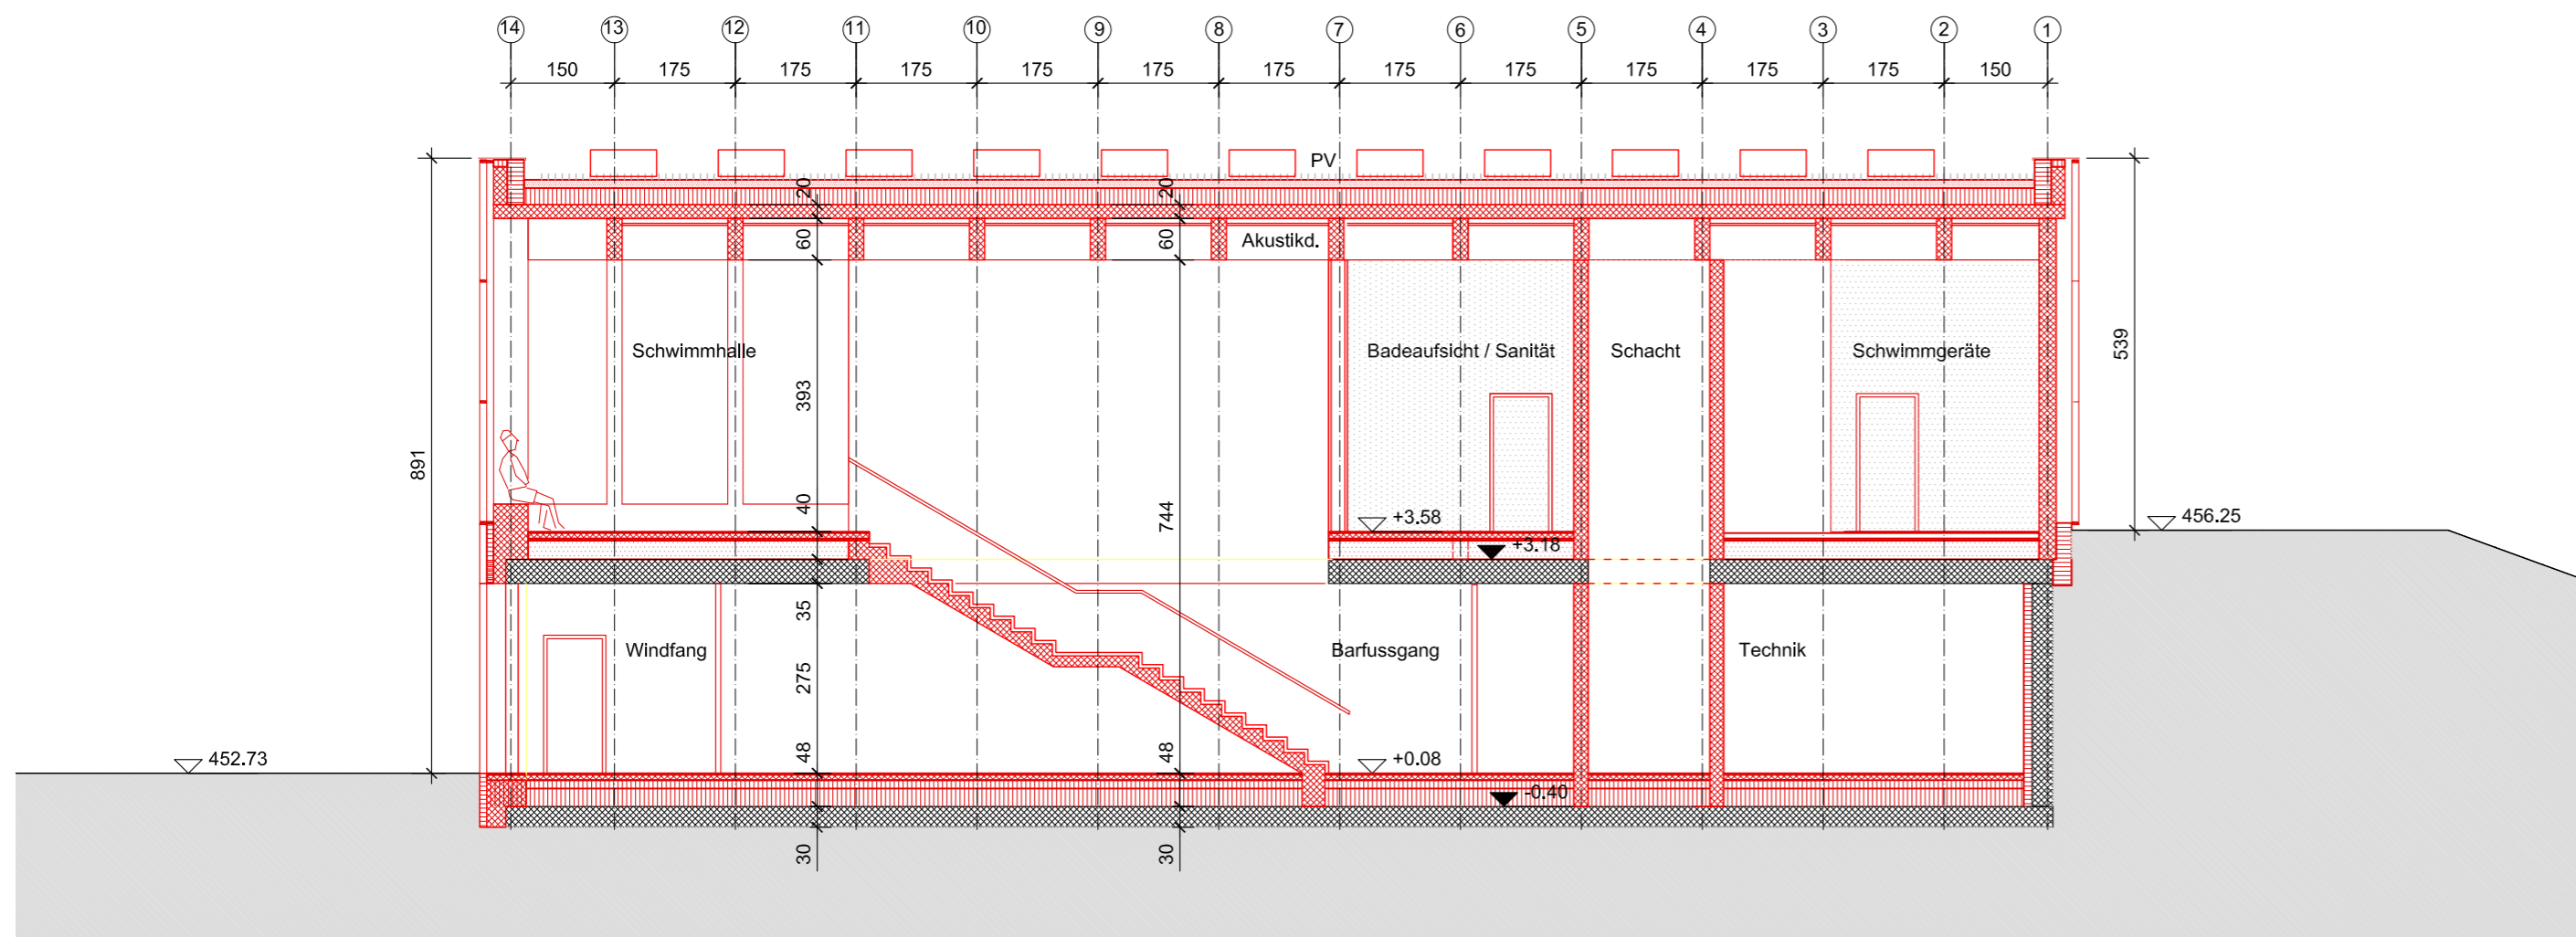 14 13 12 11 10 9 8 7 6 5 4 3 2 1
150 175 175 175 175 175 175 175 175 175 175 175 150
PV
20 20
60 Akustikd. 60
891
539
Schwimmhalle Badeaufsicht / Sanität Schacht Schwimmgeräte
393
40
744
+3.58
456.25
+3.18
35
Windfang Barfussgang Technik
275
452.73
48 48
+0.08
-0.40
30 30